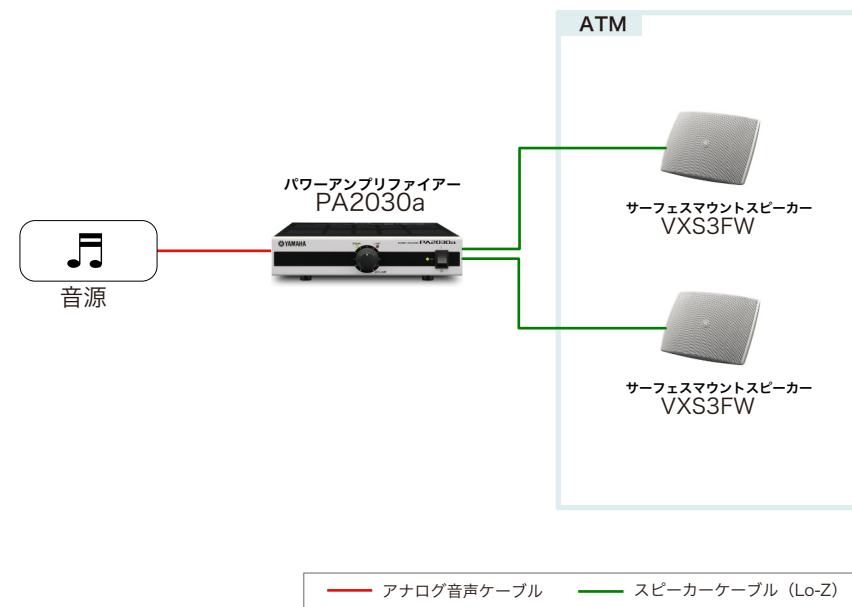 ATM
パワーアンプリファイアー
PA2030a
YAMAHA
PA2030a
音源
サーフェスマウントスピーカー
VXS3FW
サーフェスマウントスピーカー
VXS3FW
アナログ音声ケーブル
スピーカーケーブル（Lo-Z）